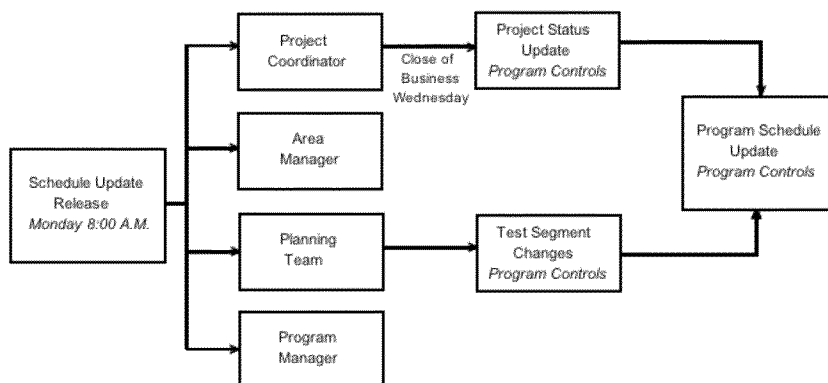 Project
Coordinator
Close of
Business
Wednesday
Project Status
Update
Program Controls
Area
Manager
Program Schedule
Update
Program Controls
Schedule Update
Release
Monday 8:00 A.M.
Planning
Team
Test Segment
Changes
Program Controls
Program
Manager